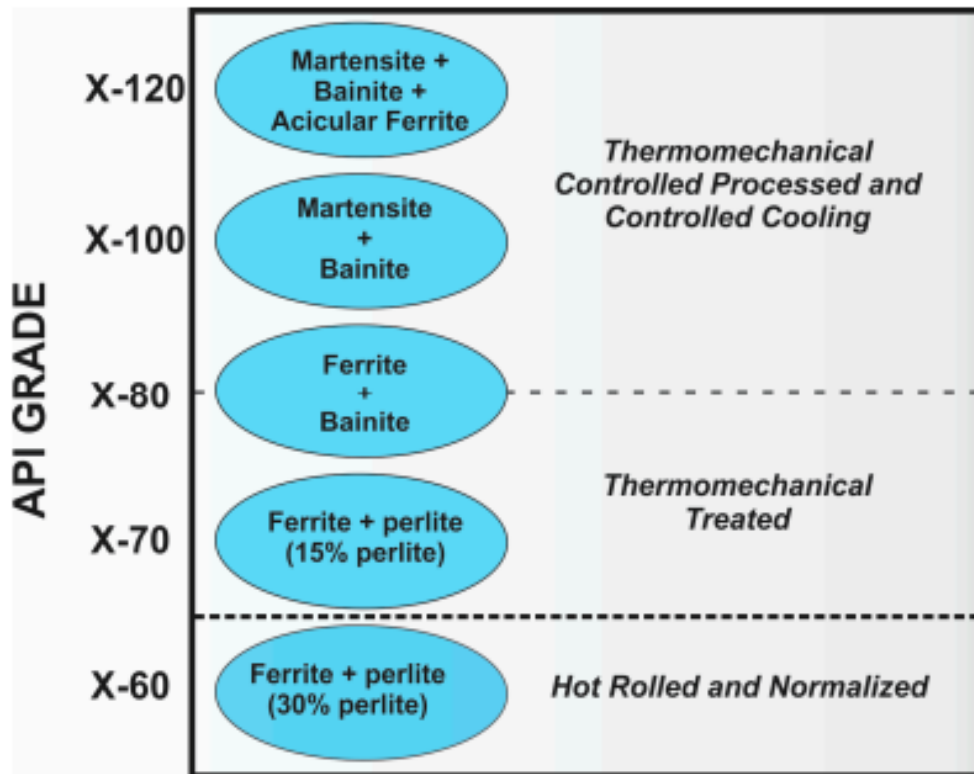 API GRADE
X-120
Martensite +
Bainite +
Acicular Ferrite
Thermomechanical
Controlled Processed and
Controlled Cooling
X-100
Martensite
+
Bainite
X-80
Ferrite
+
Bainite
X-70
Ferrite + perlite
(15% perlite)
Thermomechanical
Treated
X-60
Ferrite + perlite
(30% perlite)
Hot Rolled and Normalized